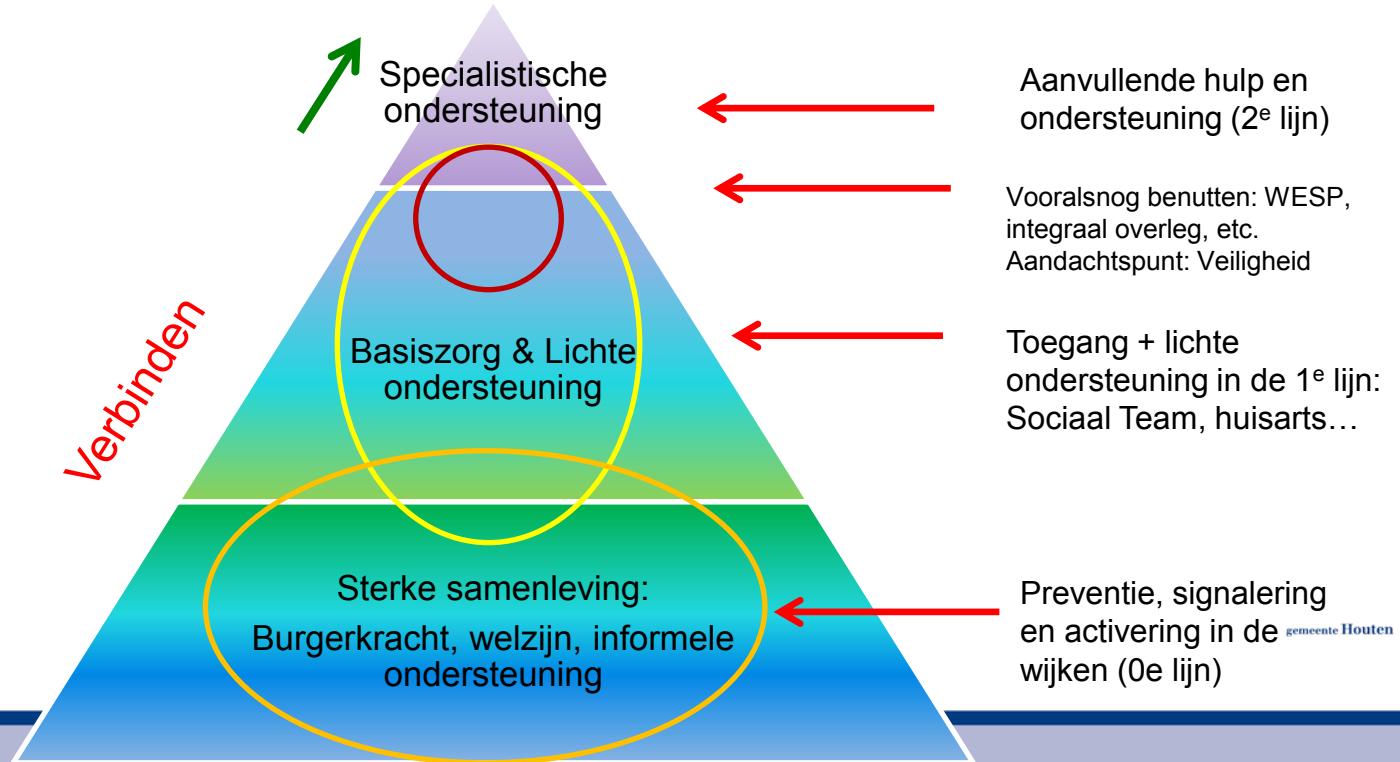 Specialistische
ondersteuning
Aanvullende hulp en
ondersteuning (2e lijn)
Vooralsnog benutten: WESP,
integraal overleg, etc.
Aandachtspunt: Veiligheid
Verbinden
Basiszorg & Lichte
ondersteuning
Toegang + lichte
ondersteuning in de 1e lijn:
Sociaal Team, huisarts…
Sterke samenleving:
Burgerkracht, welzijn, informele
ondersteuning
Preventie, signalering
en activering in de
wijken (0e lijn)
gemeente Houten